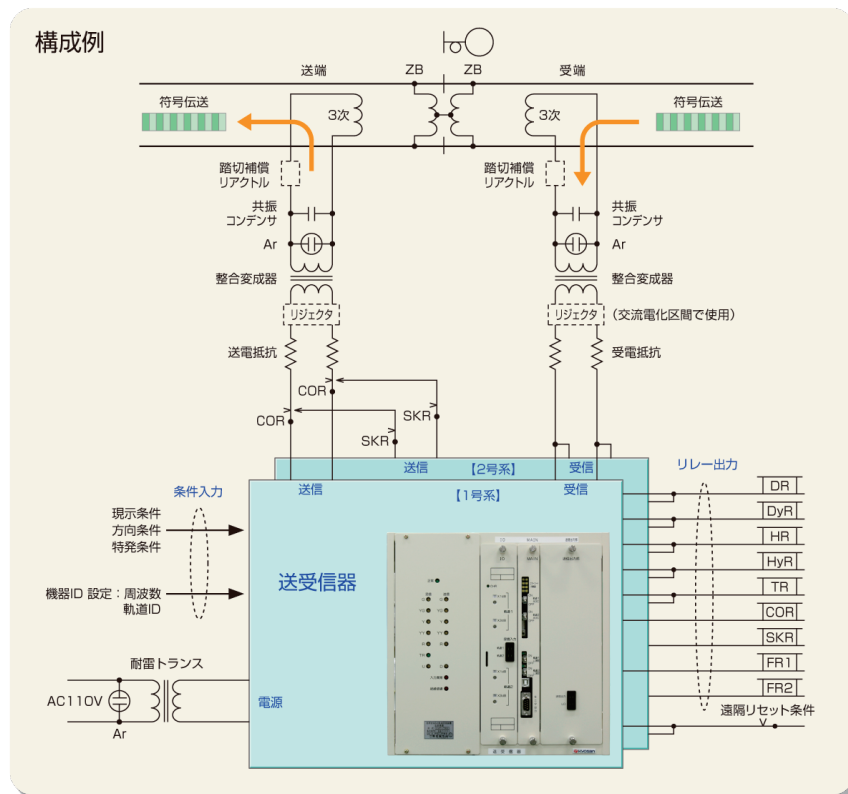 構成例
送端
ZB
ZB
受端
符号伝送
3次
3次
符号伝送
踏切補償
リアクトル
踏切補償
リアクトル
共振
コンデンサ
共振
コンデンサ
Ar
Ar
整合変成器
整合変成器
リジェクタ
リジェクタ
(交流電化区間で使用)
送電抵抗
受電抵抗
COR
SKR
COR
SKR
送信
【2号系】
受信
リレー出力
条件入力
送信
【1号系】
受信
DR
現示条件
方向条件
特発条件
DyR
HR
HyR
送受信器
機器ID 設定:周波数
軌道ID
TR
COR
SKR
FR1
耐雷トランス
FR2
AC110V
電源
遠隔リセット条件
Ar